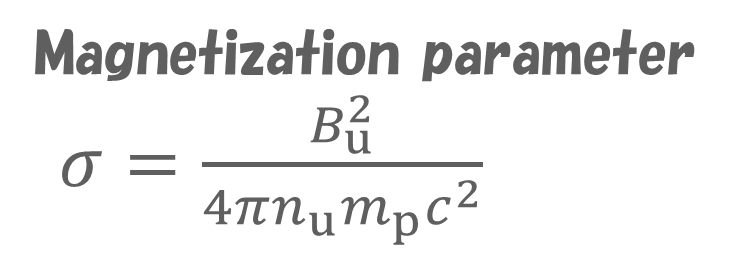 Magnetization parameter
σ = B_u^2 / 4πn_u m_p c^2